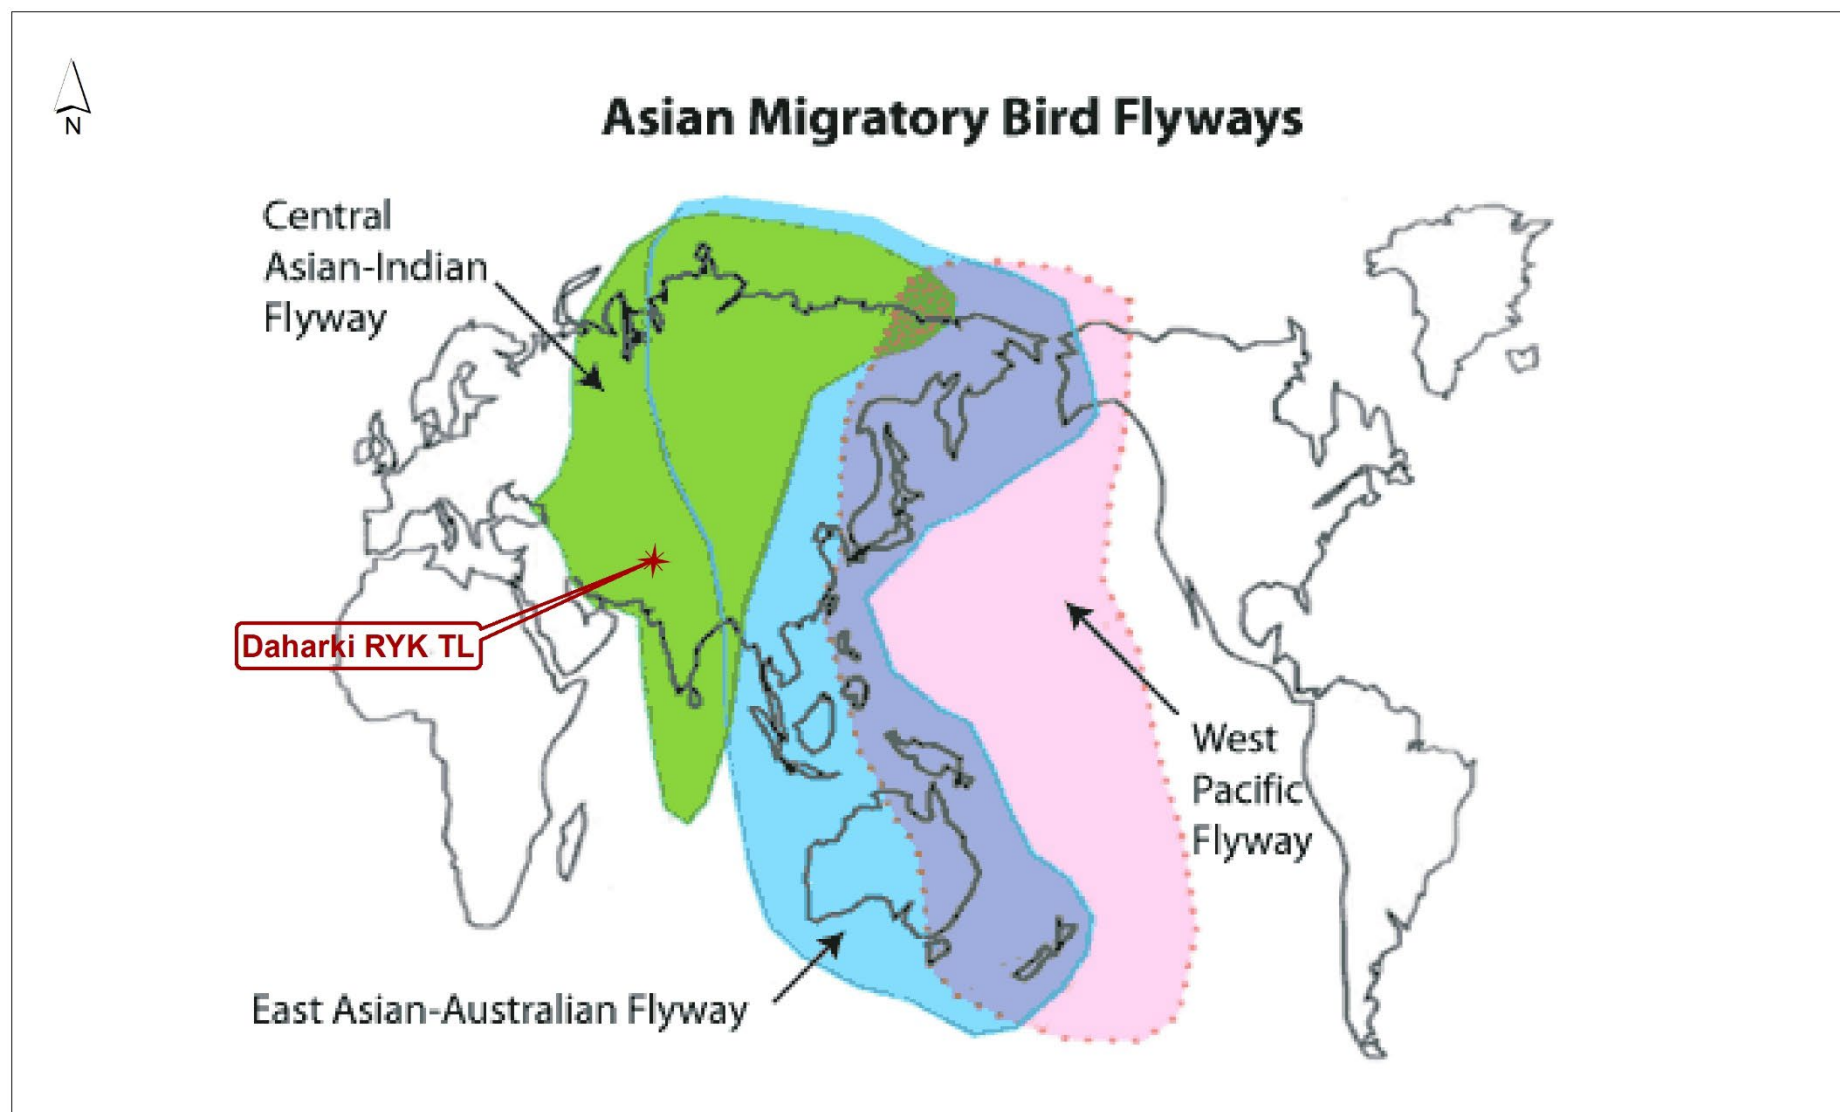 N
Asian Migratory Bird Flyways
Central
Asian-Indian
Flyway
Daharki RYK TL
West
Pacific
Flyway
East Asian-Australian Flyway